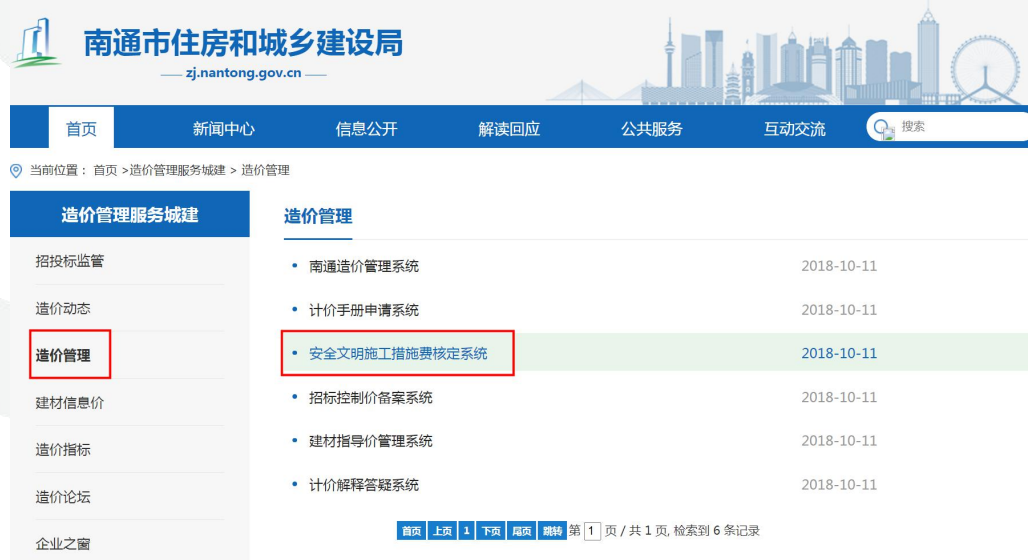 南通市住房和城乡建设局
zj.nantong.gov.cn
首页 新闻中心 信息公开 解读回应 公共服务 互动交流 搜索
当前位置： 首页 >造价管理服务城建 > 造价管理
造价管理服务城建
招投标监管
造价动态
造价管理
建材信息价
造价指标
造价论坛
企业之窗
造价管理
• 南通造价管理系统 2018-10-11
• 计价手册申请系统 2018-10-11
• 安全文明施工措施费核定系统 2018-10-11
• 招标控制价备案系统 2018-10-11
• 建材指导价管理系统 2018-10-11
• 计价解释答疑系统 2018-10-11
首页 上页 1 下页 尾页 跳转 第 1 页 / 共 1 页, 检索到 6 条记录